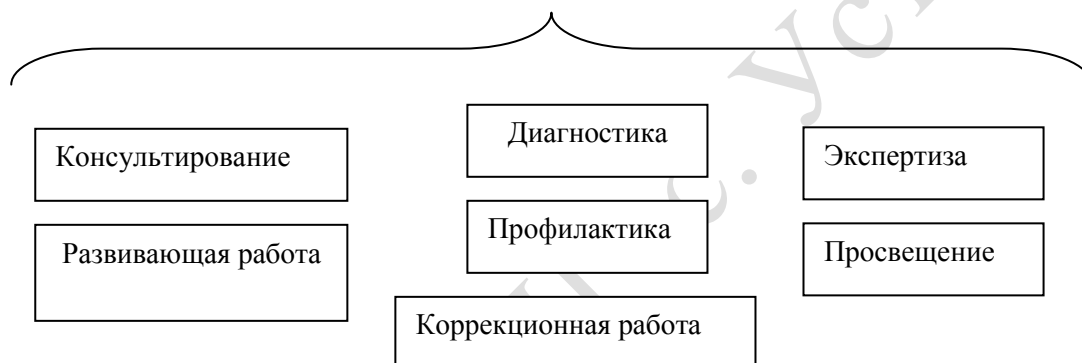 Диагностика
Консультирование
Экспертиза
Профилактика
Развивающая работа
Просвещение
Коррекционная работа